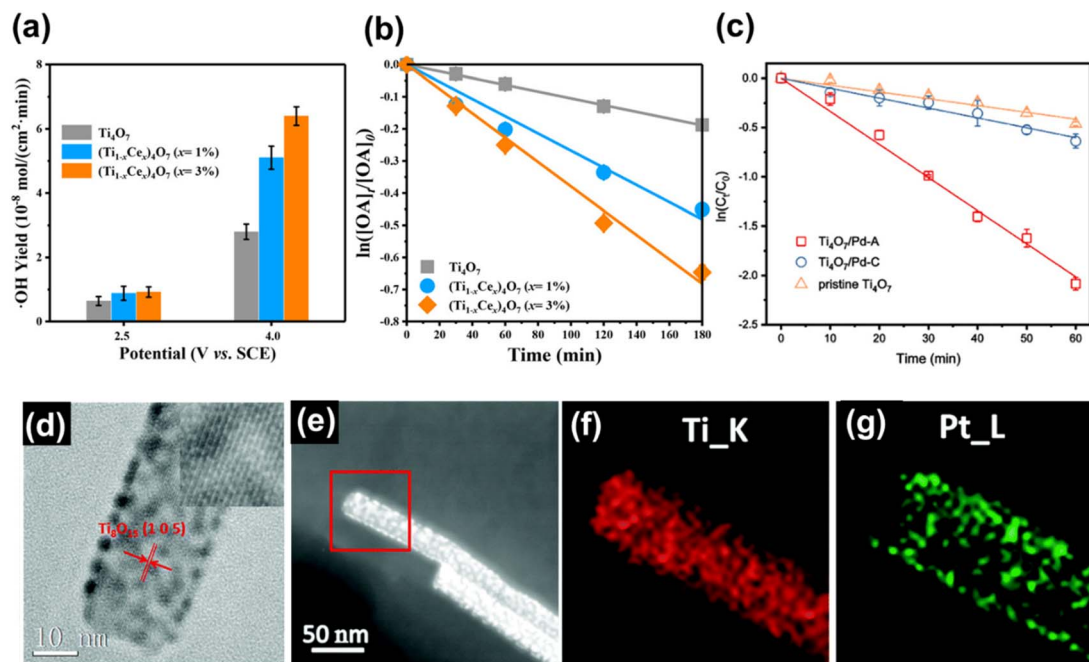 (a)
·OH Yield (10⁻⁸ mol/(cm²·min))
8
6
4
2
0
Ti₄O₇
(Ti₁₋ₓCeₓ)₄O₇ (x= 1%)
(Ti₁₋ₓCeₓ)₄O₇ (x= 3%)
2.5
4.0
Potential (V vs. SCE)
(b)
ln([OA]ₜ/[OA]₀)
0.0
-0.1
-0.2
-0.3
-0.4
-0.5
-0.6
-0.7
-0.8
Ti₄O₇
(Ti₁₋ₓCeₓ)₄O₇ (x= 1%)
(Ti₁₋ₓCeₓ)₄O₇ (x= 3%)
0 20 40 60 80 100 120 140 160 180
Time (min)
(c)
ln(Cₜ/C₀)
0.0
-0.5
-1.0
-1.5
-2.0
-2.5
Ti₄O₇/Pd-A
Ti₄O₇/Pd-C
pristine Ti₄O₇
0 10 20 30 40 50 60
Time (min)
(d)
Ti₈O₁₅ (1 0 5)
10 nm
(e)
50 nm
(f)
Ti_K
(g)
Pt_L